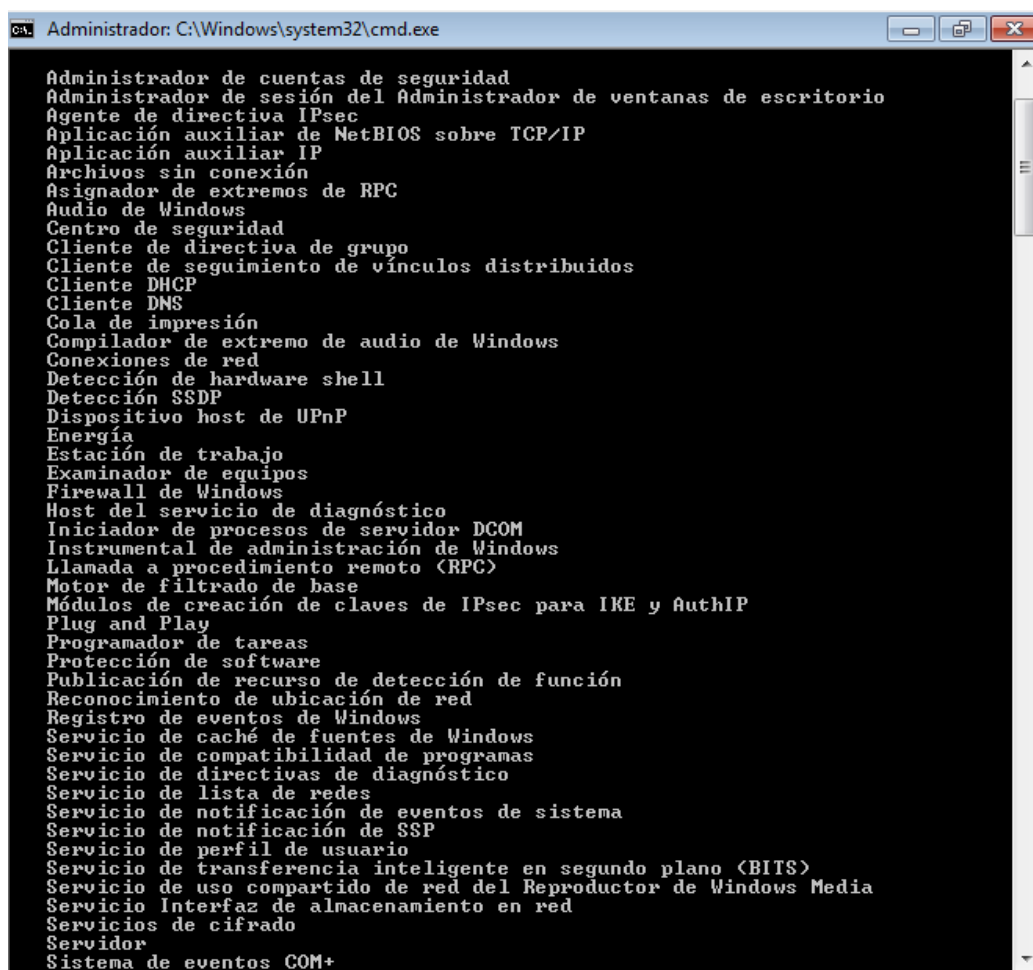 Administrador: C:\Windows\system32\cmd.exe
Administrador de cuentas de seguridad
Administrador de sesión del Administrador de ventanas de escritorio
Agente de directiva IPsec
Aplicación auxiliar de NetBIOS sobre TCP/IP
Aplicación auxiliar IP
Archivos sin conexión
Asignador de extremos de RPC
Audio de Windows
Centro de seguridad
Cliente de directiva de grupo
Cliente de seguimiento de vínculos distribuidos
Cliente DHCP
Cliente DNS
Cola de impresión
Compilador de extremo de audio de Windows
Conexiones de red
Detección de hardware shell
Detección SSDP
Dispositivo host de UPnP
Energía
Estación de trabajo
Examinador de equipos
Firewall de Windows
Host del servicio de diagnóstico
Iniciador de procesos de servidor DCOM
Instrumental de administración de Windows
Llamada a procedimiento remoto (RPC)
Motor de filtrado de base
Módulos de creación de claves de IPsec para IKE y AuthIP
Plug and Play
Programador de tareas
Protección de software
Publicación de recurso de detección de función
Reconocimiento de ubicación de red
Registro de eventos de Windows
Servicio de caché de fuentes de Windows
Servicio de compatibilidad de programas
Servicio de directivas de diagnóstico
Servicio de lista de redes
Servicio de notificación de eventos de sistema
Servicio de notificación de SSP
Servicio de perfil de usuario
Servicio de transferencia inteligente en segundo plano (BITS)
Servicio de uso compartido de red del Reproductor de Windows Media
Servicio Interfaz de almacenamiento en red
Servicios de cifrado
Servidor
Sistema de eventos COM+